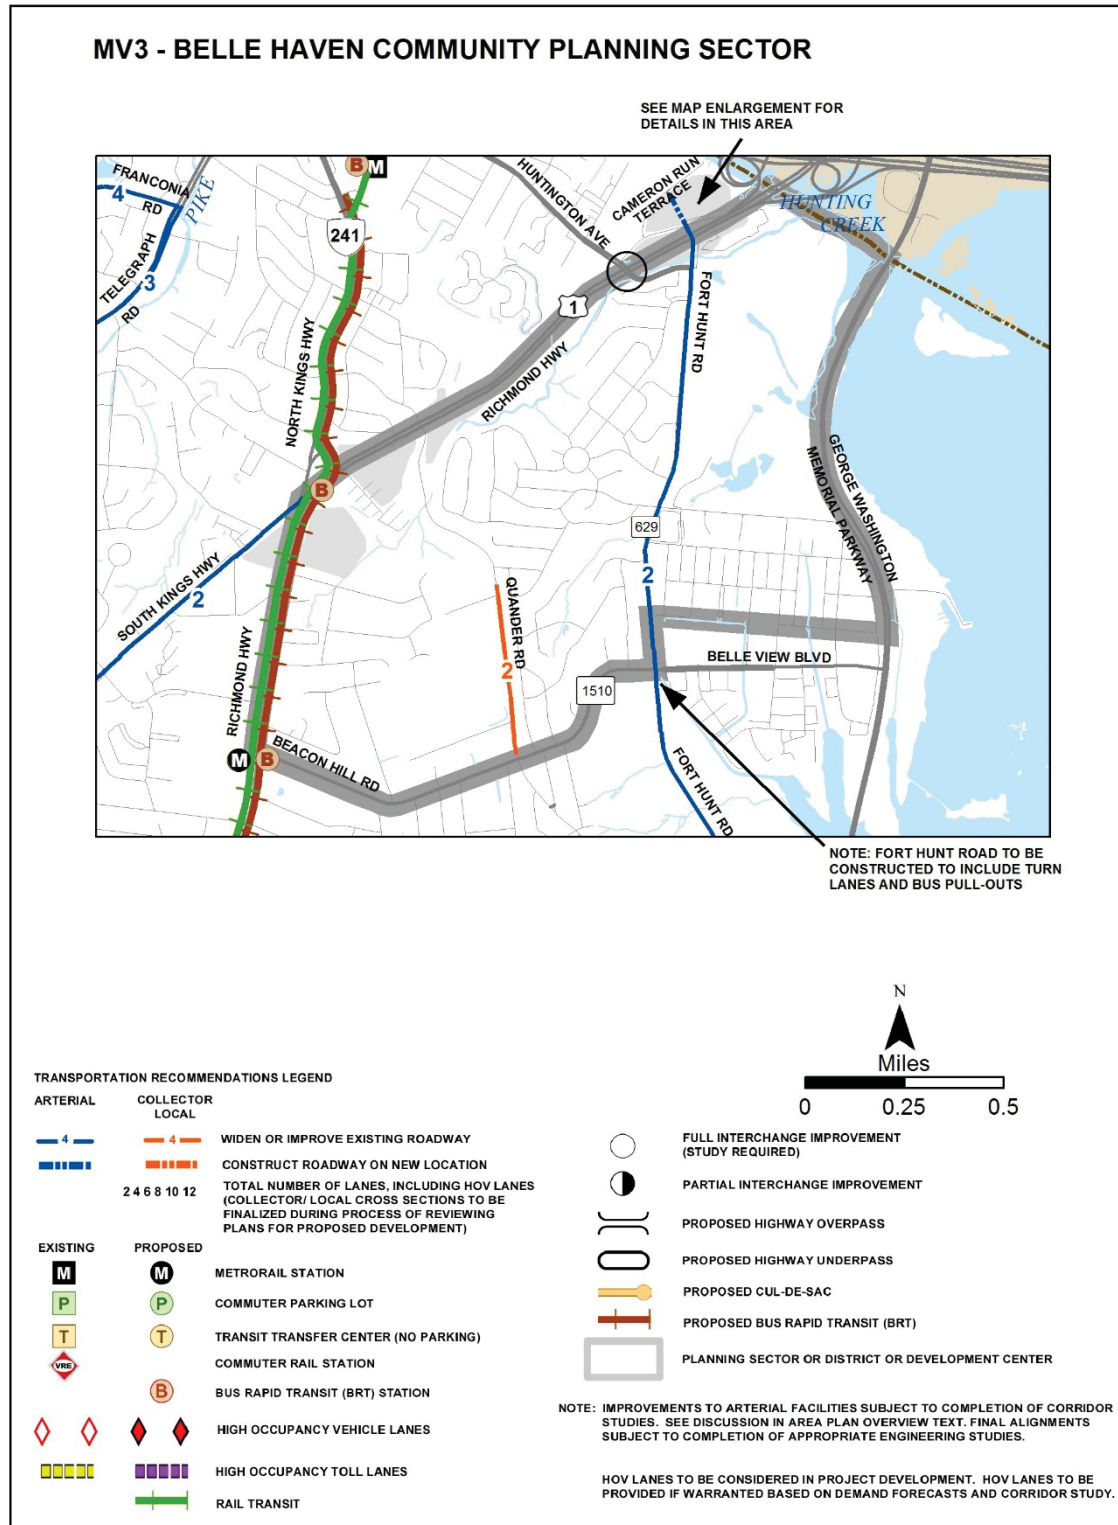 MV3 - BELLE HAVEN COMMUNITY PLANNING SECTOR
SEE MAP ENLARGEMENT FOR
DETAILS IN THIS AREA
B
M
FRANCONIA
RD
4
PIKE
TELEGRAPH
RD
3
241
HUNTINGTON AVE
CAMERON RUN
TERRACE
HUNTING
CREEK
1
RICHMOND HWY
FORT HUNT RD
NORTH KINGS HWY
B
GEORGE WASHINGTON
MEMORIAL PARKWAY
629
2
SOUTH KINGS HWY
2
QUANDER RD
2
RICHMOND HWY
BELLE VIEW BLVD
1510
M
B
BEACON HILL RD
FORT HUNT RD
NOTE: FORT HUNT ROAD TO BE
CONSTRUCTED TO INCLUDE TURN
LANES AND BUS PULL-OUTS
N
Miles
0 0.25 0.5
TRANSPORTATION RECOMMENDATIONS LEGEND
ARTERIAL
COLLECTOR
LOCAL
4 4 WIDEN OR IMPROVE EXISTING ROADWAY
CONSTRUCT ROADWAY ON NEW LOCATION
2 4 6 8 10 12
TOTAL NUMBER OF LANES, INCLUDING HOV LANES
(COLLECTOR/ LOCAL CROSS SECTIONS TO BE
FINALIZED DURING PROCESS OF REVIEWING
PLANS FOR PROPOSED DEVELOPMENT)
EXISTING PROPOSED
M M METRORAIL STATION
P P COMMUTER PARKING LOT
T T TRANSIT TRANSFER CENTER (NO PARKING)
VRE COMMUTER RAIL STATION
B BUS RAPID TRANSIT (BRT) STATION
HIGH OCCUPANCY VEHICLE LANES
HIGH OCCUPANCY TOLL LANES
RAIL TRANSIT
FULL INTERCHANGE IMPROVEMENT
(STUDY REQUIRED)
PARTIAL INTERCHANGE IMPROVEMENT
PROPOSED HIGHWAY OVERPASS
PROPOSED HIGHWAY UNDERPASS
PROPOSED CUL-DE-SAC
PROPOSED BUS RAPID TRANSIT (BRT)
PLANNING SECTOR OR DISTRICT OR DEVELOPMENT CENTER
NOTE: IMPROVEMENTS TO ARTERIAL FACILITIES SUBJECT TO COMPLETION OF CORRIDOR
STUDIES. SEE DISCUSSION IN AREA PLAN OVERVIEW TEXT. FINAL ALIGNMENTS
SUBJECT TO COMPLETION OF APPROPRIATE ENGINEERING STUDIES.
HOV LANES TO BE CONSIDERED IN PROJECT DEVELOPMENT. HOV LANES TO BE
PROVIDED IF WARRANTED BASED ON DEMAND FORECASTS AND CORRIDOR STUDY.